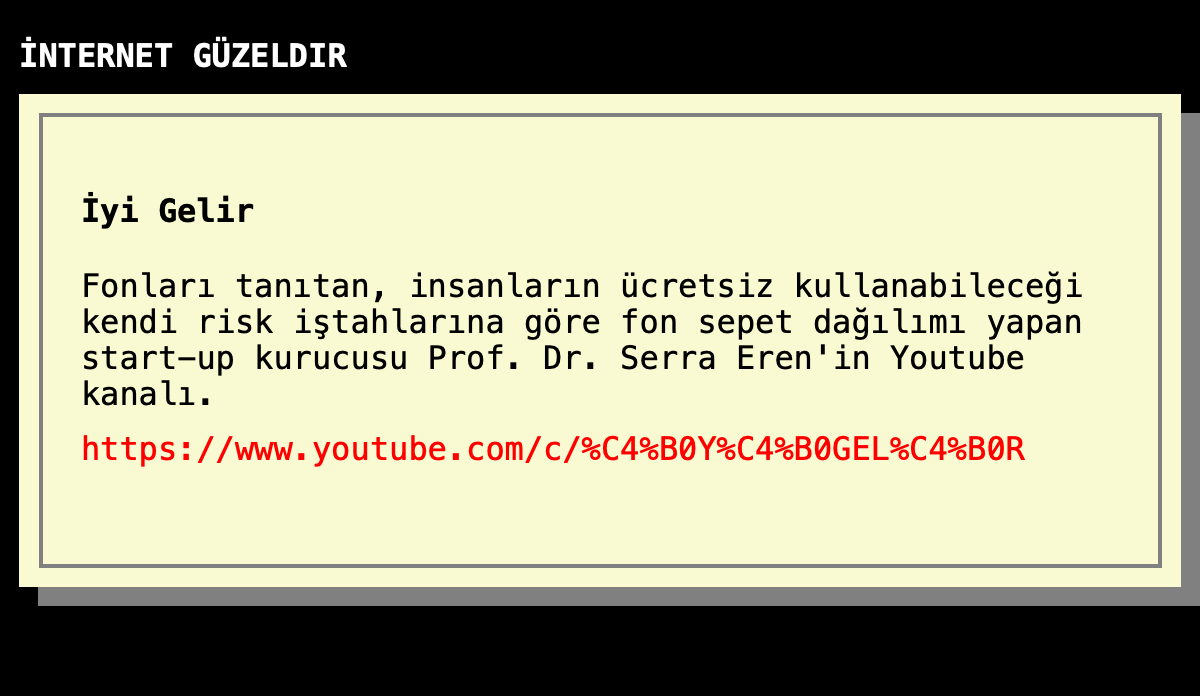 İNTERNET GÜZELDIR
İyi Gelir
Fonları tanıtan, insanların ücretsiz kullanabileceği
kendi risk iştahlarına göre fon sepet dağılımı yapan
start-up kurucusu Prof. Dr. Serra Eren'in Youtube
kanalı.
https://www.youtube.com/c/%C4%B0Y%C4%B0GEL%C4%B0R